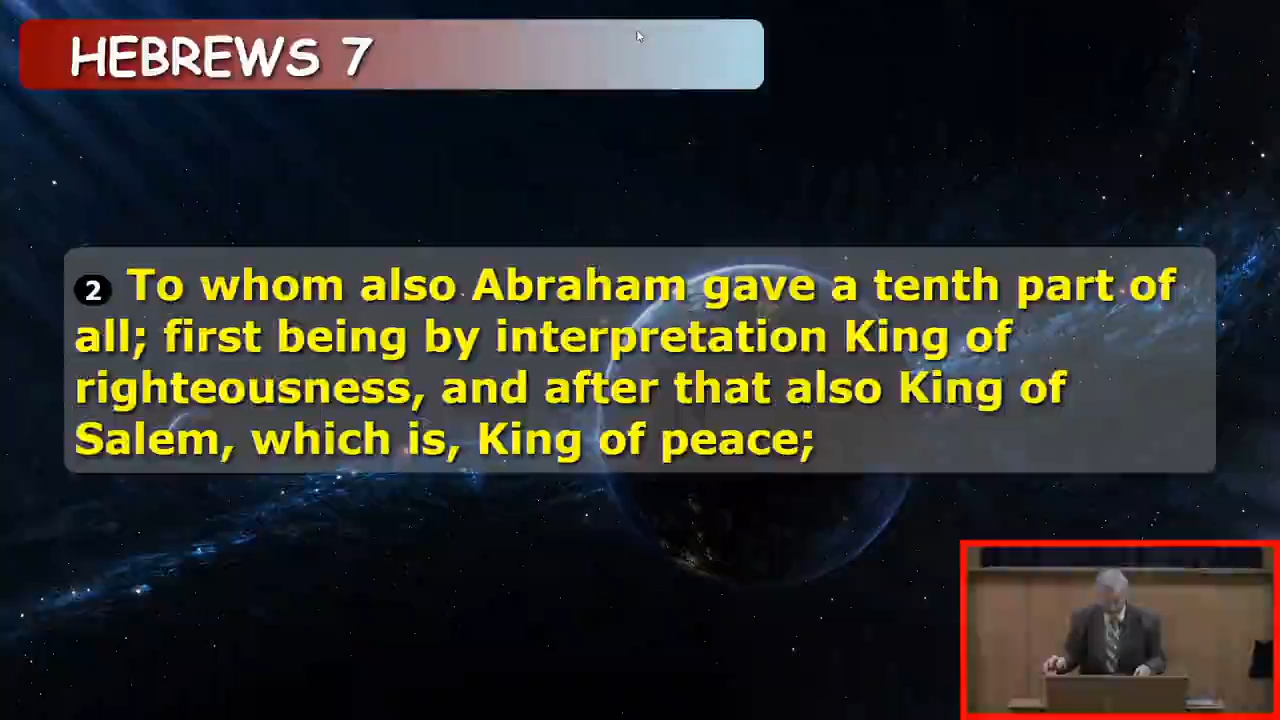 HEBREWS 7
2 To whom also Abraham gave a tenth part of
all; first being by interpretation King of
righteousness, and after that also King of
Salem, which is, King of peace;